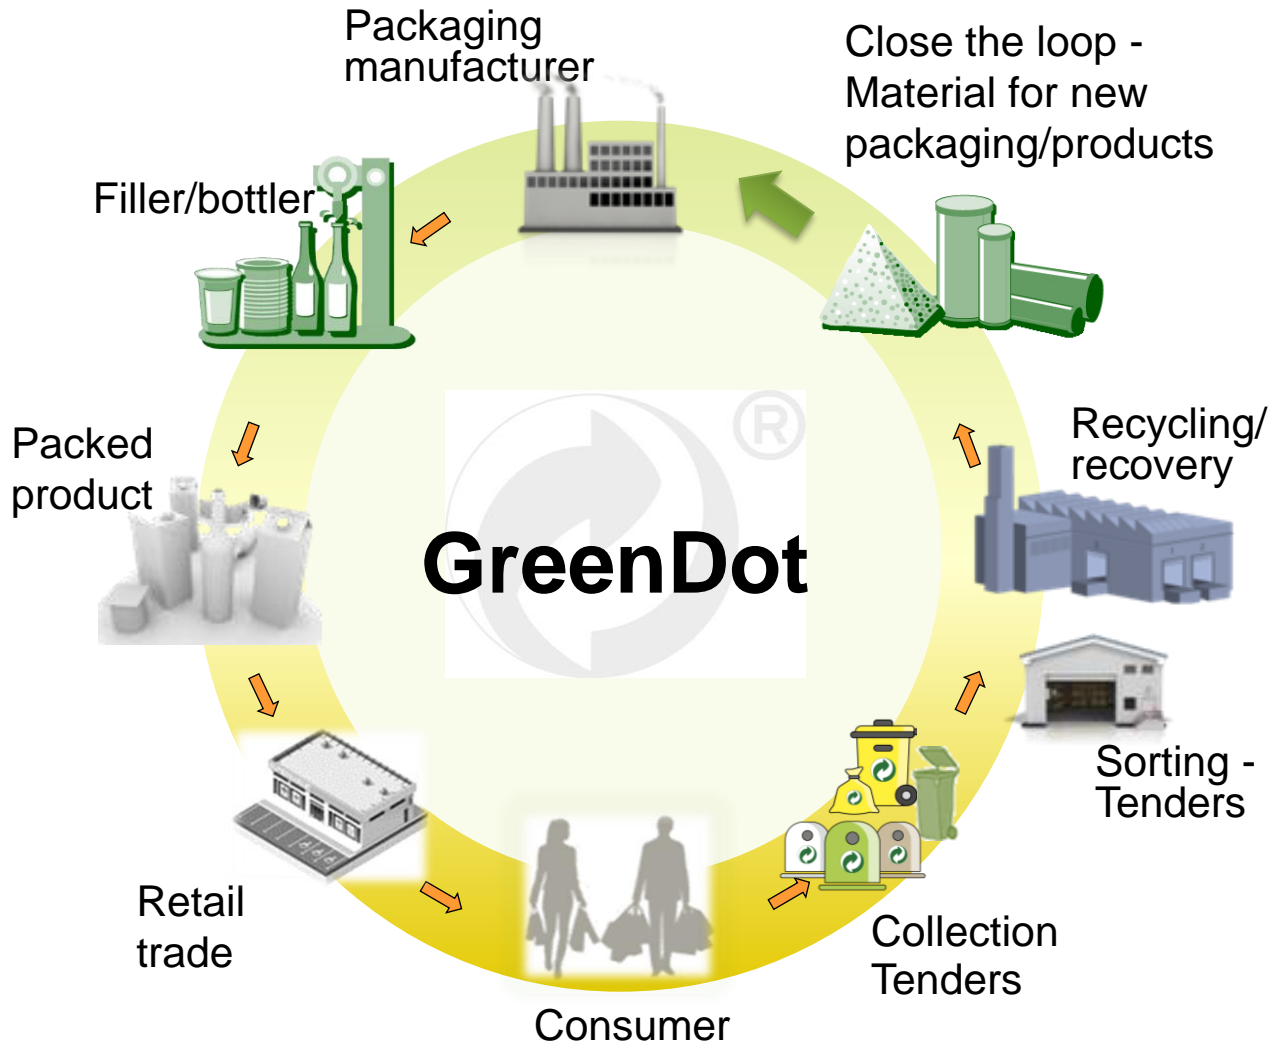 Packaging
manufacturer
Close the loop -
Material for new
packaging/products
Filler/bottler
Packed
product
Recycling/
recovery
®
GreenDot
Sorting -
Tenders
Retail
trade
Collection
Tenders
Consumer